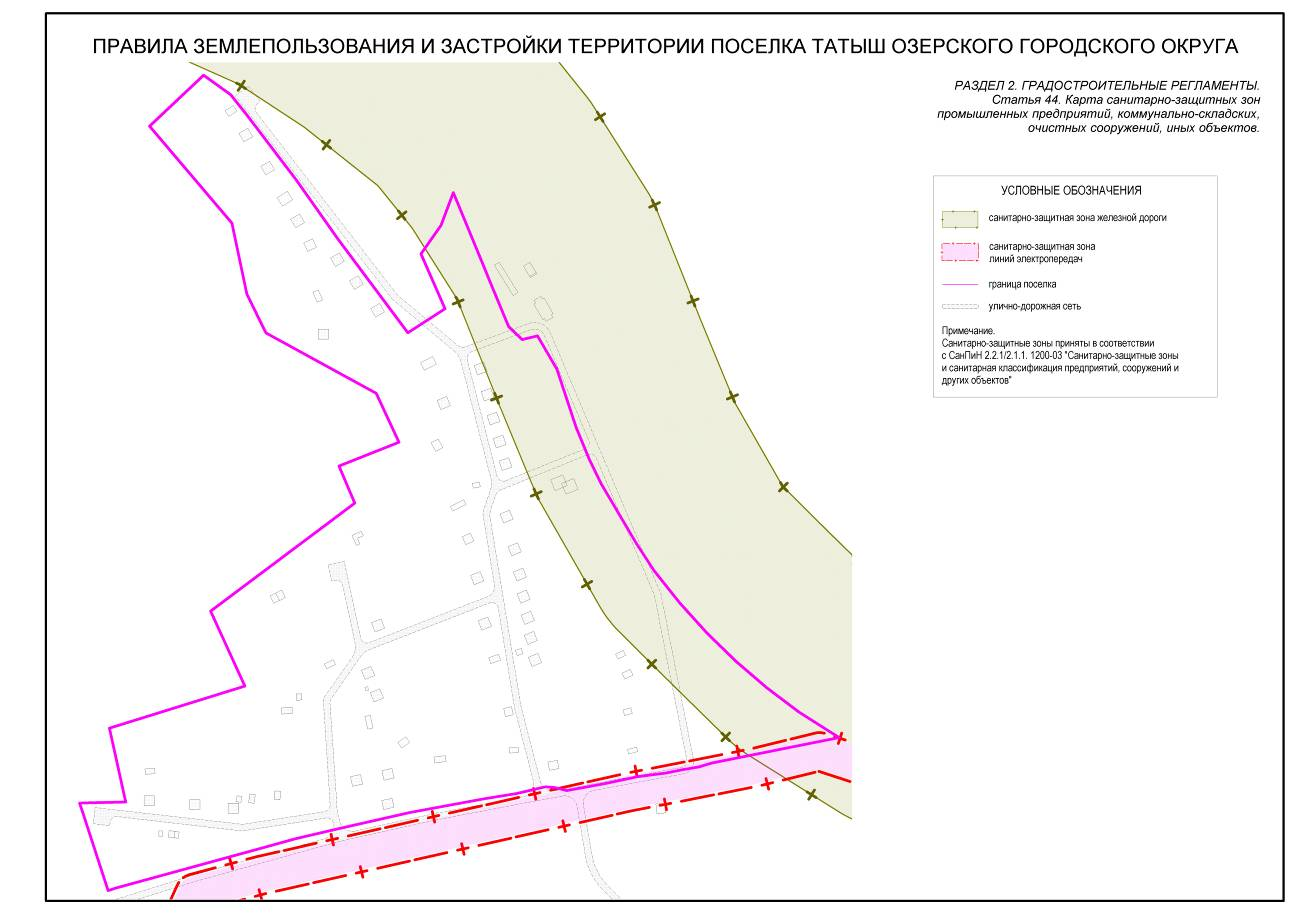 ПРАВИЛА ЗЕМЛЕПОЛЬЗОВАНИЯ И ЗАСТРОЙКИ ТЕРРИТОРИИ ПОСЕЛКА ТАТЫШ ОЗЕРСКОГО ГОРОДСКОГО ОКРУГА
РАЗДЕЛ 2. ГРАДОСТРОИТЕЛЬНЫЕ РЕГЛАМЕНТЫ.
Статья 44. Карта санитарно-защитных зон
промышленных предприятий, коммунально-складских,
очистных сооружений, иных объектов.
УСЛОВНЫЕ ОБОЗНАЧЕНИЯ
санитарно-защитная зона железной дороги
санитарно-защитная зона
линий электропередач
граница поселка
улично-дорожная сеть
Примечание.
Санитарно-защитные зоны приняты в соответствии
с СанПиН 2.2.1/2.1.1. 1200-03 "Санитарно-защитные зоны
и санитарная классификация предприятий, сооружений и
других объектов"